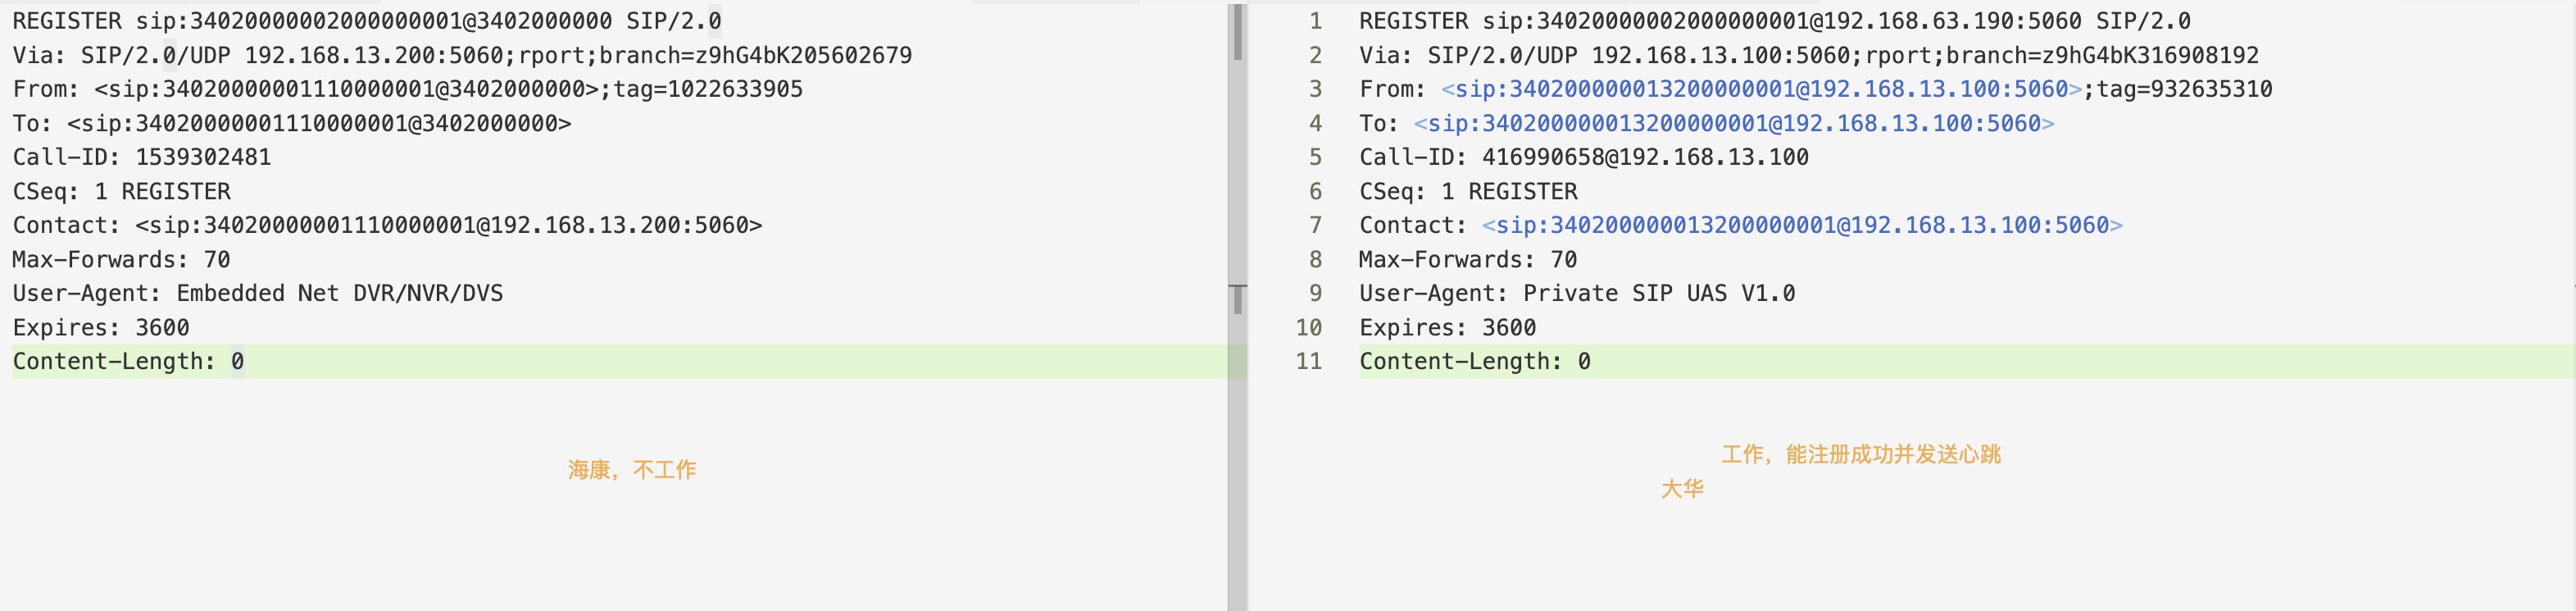 REGISTER sip:34020000002000000001@3402000000 SIP/2.0
Via: SIP/2.0/UDP 192.168.13.200:5060;rport;branch=z9hG4bK205602679
From: <sip:34020000001110000001@3402000000>;tag=1022633905
To: <sip:34020000001110000001@3402000000>
Call-ID: 1539302481
CSeq: 1 REGISTER
Contact: <sip:34020000001110000001@192.168.13.200:5060>
Max-Forwards: 70
User-Agent: Embedded Net DVR/NVR/DVS
Expires: 3600
Content-Length: 0
海康，不工作
1 REGISTER sip:34020000002000000001@192.168.63.190:5060 SIP/2.0
2 Via: SIP/2.0/UDP 192.168.13.100:5060;rport;branch=z9hG4bK316908192
3 From: <sip:340200000013200000001@192.168.13.100:5060>;tag=932635310
4 To: <sip:340200000013200000001@192.168.13.100:5060>
5 Call-ID: 416990658@192.168.13.100
6 CSeq: 1 REGISTER
7 Contact: <sip:340200000013200000001@192.168.13.100:5060>
8 Max-Forwards: 70
9 User-Agent: Private SIP UAS V1.0
10 Expires: 3600
11 Content-Length: 0
工作，能注册成功并发送心跳
大华